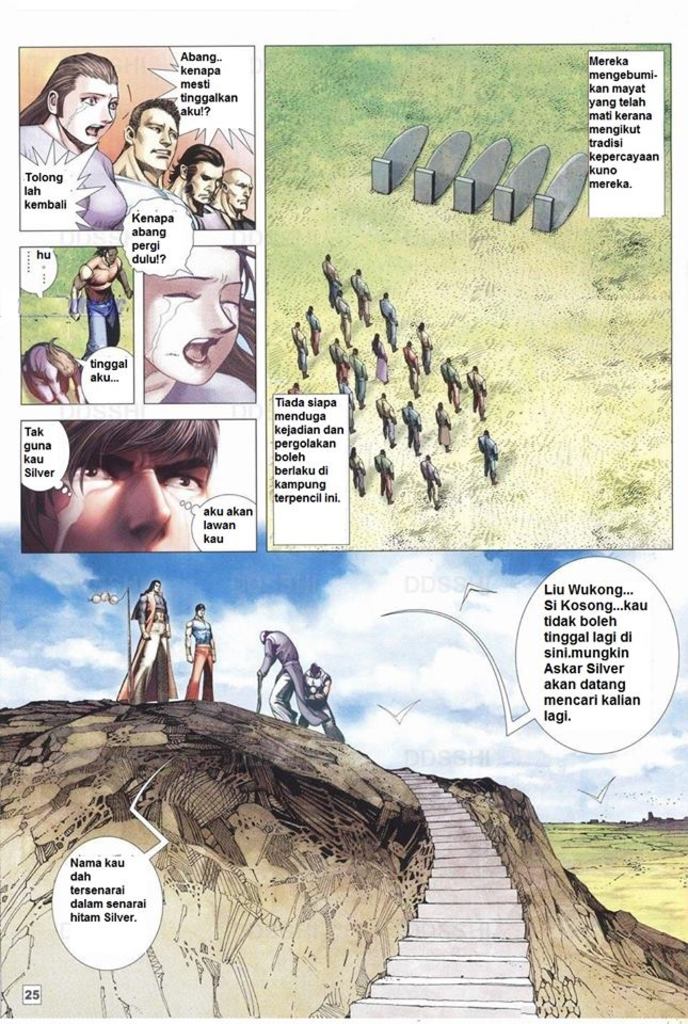 Abang..
kenapa
mesti
tinggalkan
aku!?
Tolong
lah
kembali
Kenapa
abang
pergi
dulu!?
Mereka
mengebumi-
kan mayat
yang telah
mati kerana
mengikut
tradisi
kepercayaan
kuno
mereka.
hu
......
tinggal
aku...
Tiada siapa
menduga
kejadian dan
pergolakan
boleh
berlaku di
kampung
terpencil ini.
Tak
guna
kau
Silver
aku akan
lawan
kau
Liu Wukong...
Si Kosong...kau
tidak boleh
tinggal lagi di
sini.mungkin
Askar Silver
akan datang
mencari kalian
lagi.
DDSSHI
DDSSHI
Nama kau
dah
tersenarai
dalam senarai
hitam Silver.
25